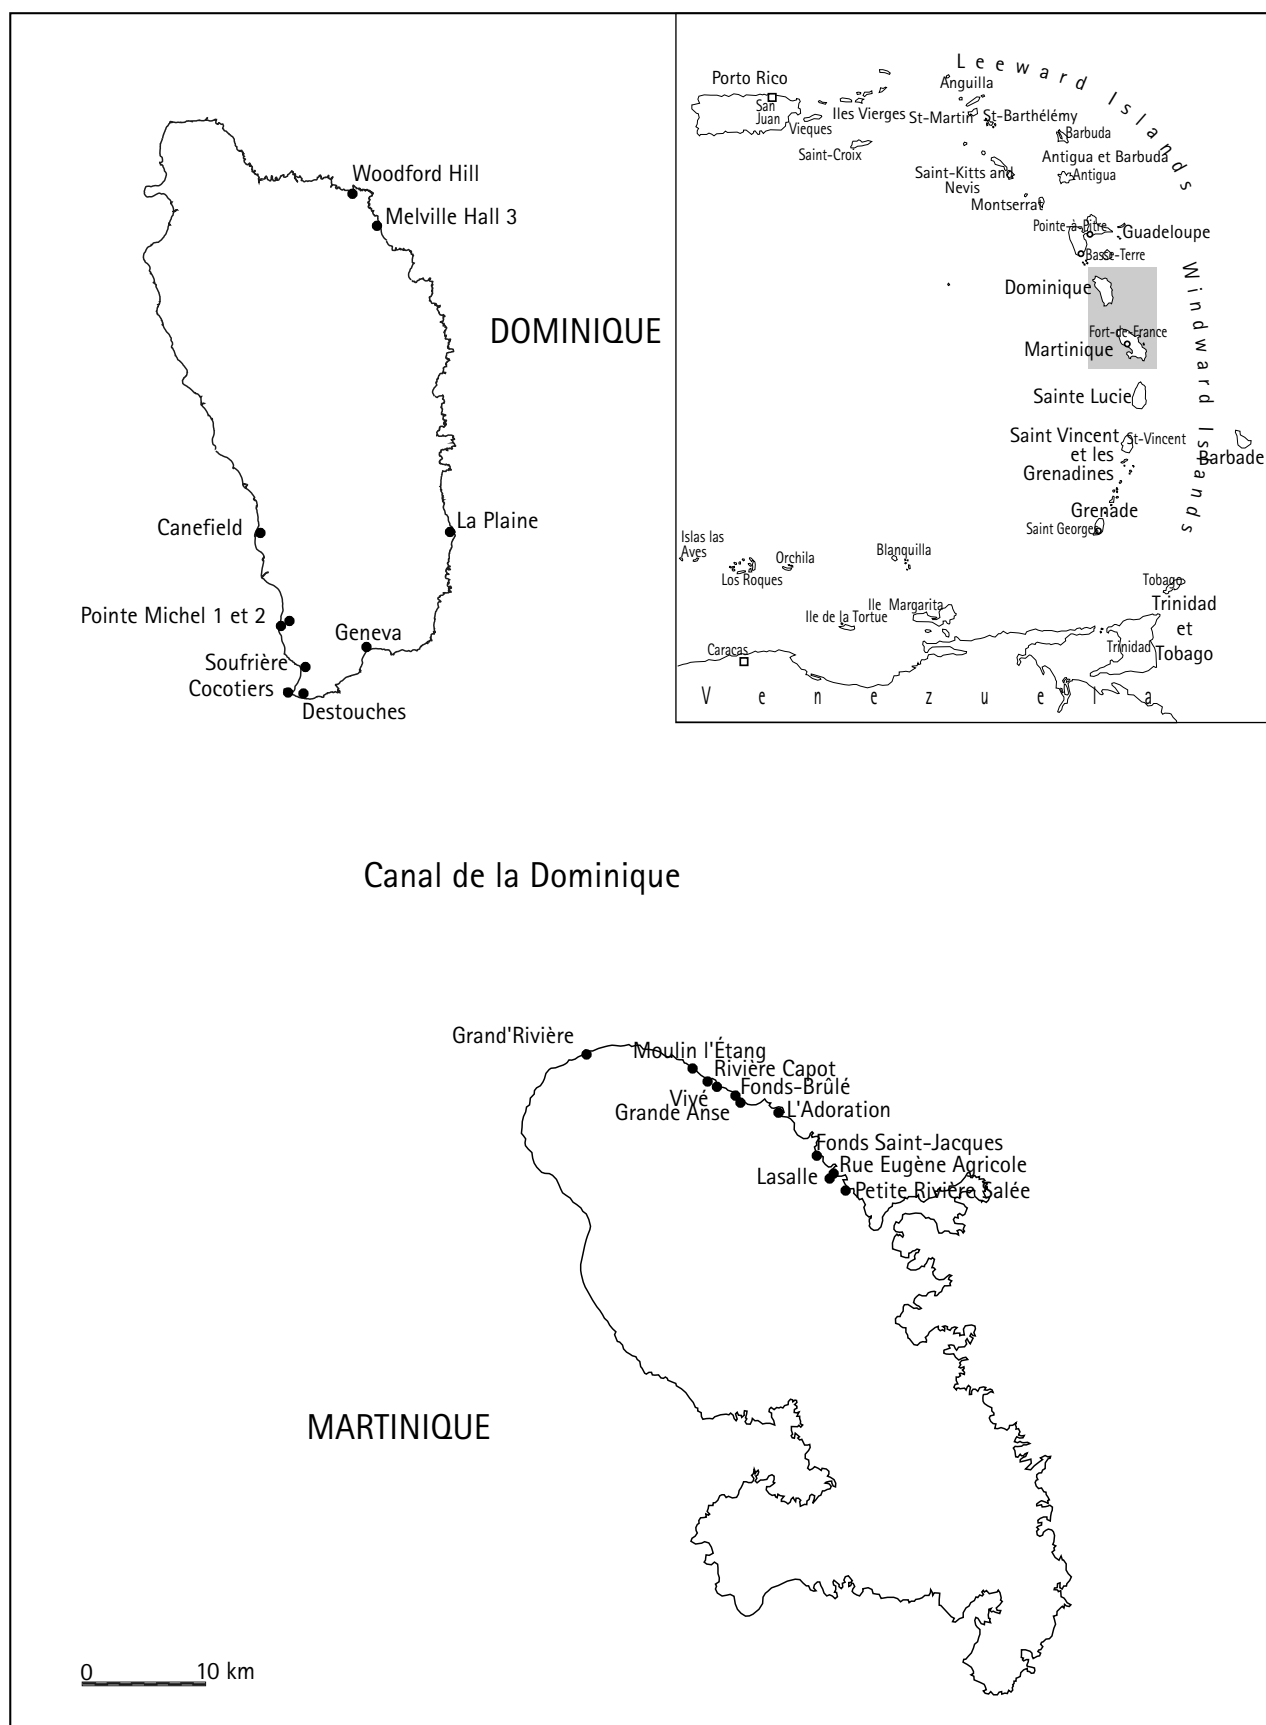 Woodford Hill
Melville Hall 3
DOMINIQUE
Canefield
La Plaine
Pointe Michel 1 et 2
Geneva
Soufrière
Cocotiers
Destouches
Leeward Islands
Porto Rico
San
Juan
Vieques
Iles Vierges
Saint-Croix
Anguilla
St-Martin
St-Barthélémy
Barbuda
Antigua et Barbuda
Antigua
Saint-Kitts and
Nevis
Montserrat
Pointe-à-Pitre
Guadeloupe
Basse-Terre
Windward Islands
Dominique
Fort-de-France
Martinique
Sainte Lucie
Saint Vincent
et les
Grenadines
St-Vincent
Barbade
Grenade
Saint Georges
Islas las
Aves
Los Roques
Orchila
Blanquilla
Ile de la Tortue
Ile Margarita
Tobago
Trinidad
et
Tobago
Trinidad
Caracas
Venezuela
Canal de la Dominique
Grand'Rivière
Moulin l'Étang
Rivière Capot
Vivé
Fonds-Brûlé
Grande Anse
L'Adoration
Fonds Saint-Jacques
Rue Eugène Agricole
Lasalle
Petite Rivière Salée
MARTINIQUE
0 10 km